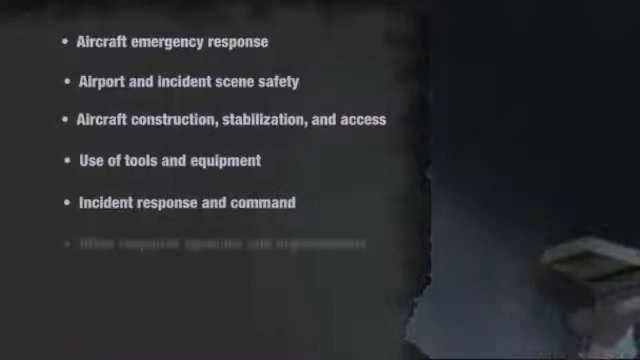 • Aircraft emergency response
• Airport and incident scene safety
• Aircraft construction, stabilization, and access
• Use of tools and equipment
• Incident response and command